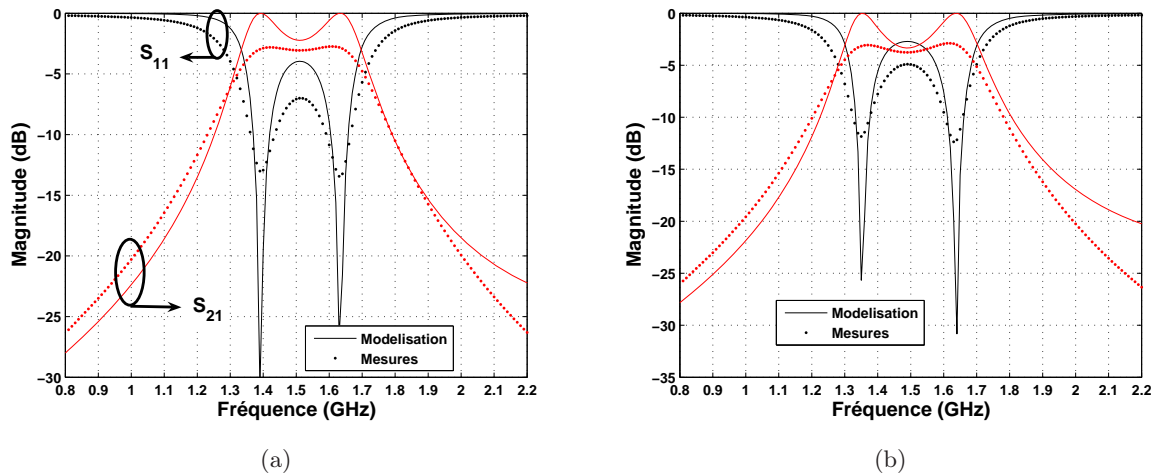 0
−5
−10
−15
−20
−25
−30
0.8 0.9 1 1.1 1.2 1.3 1.4 1.5 1.6 1.7 1.8 1.9 2 2.1 2.2
Magnitude (dB)
Fréquence (GHz)
S11
S21
Modelisation
Mesures
(a)
0
−5
−10
−15
−20
−25
−30
−35
0.8 0.9 1 1.1 1.2 1.3 1.4 1.5 1.6 1.7 1.8 1.9 2 2.1 2.2
Magnitude (dB)
Fréquence (GHz)
Modelisation
Mesures
(b)